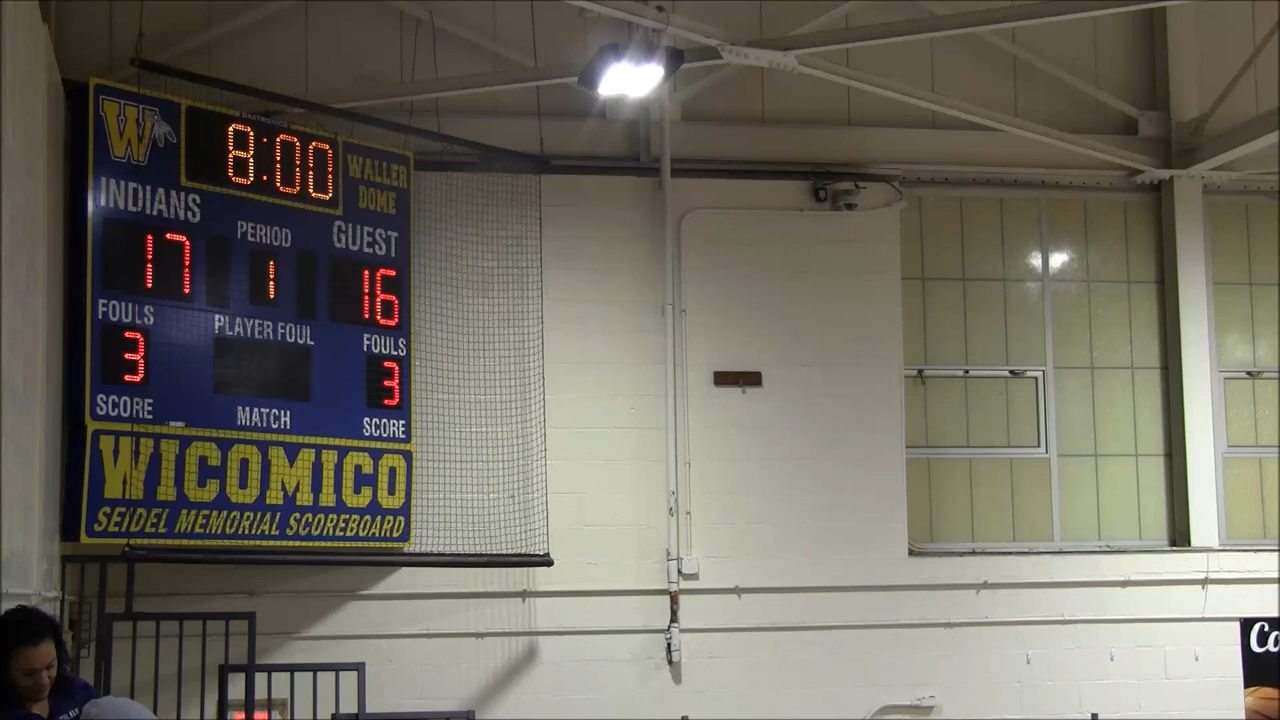 W
DAKTRONICS
8:00
WALLER
DOME
INDIANS
PERIOD
GUEST
17
1
16
FOULS
PLAYER FOUL
FOULS
3
3
SCORE
MATCH
SCORE
WICOMICO
SEIDEL MEMORIAL SCOREBOARD